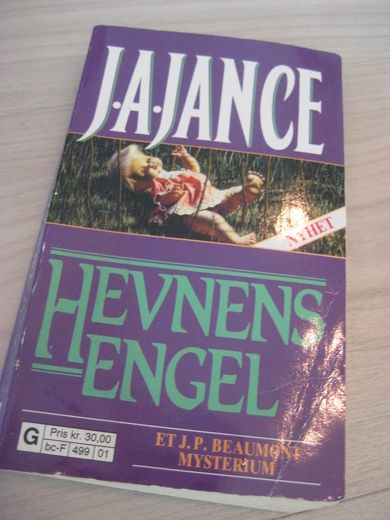 J.A.JANCE
NYHET
HEVNENS
ENGEL
G Pris kr. 30,00
bc-F 499 01
ET J.P. BEAUMONT
MYSTERIUM